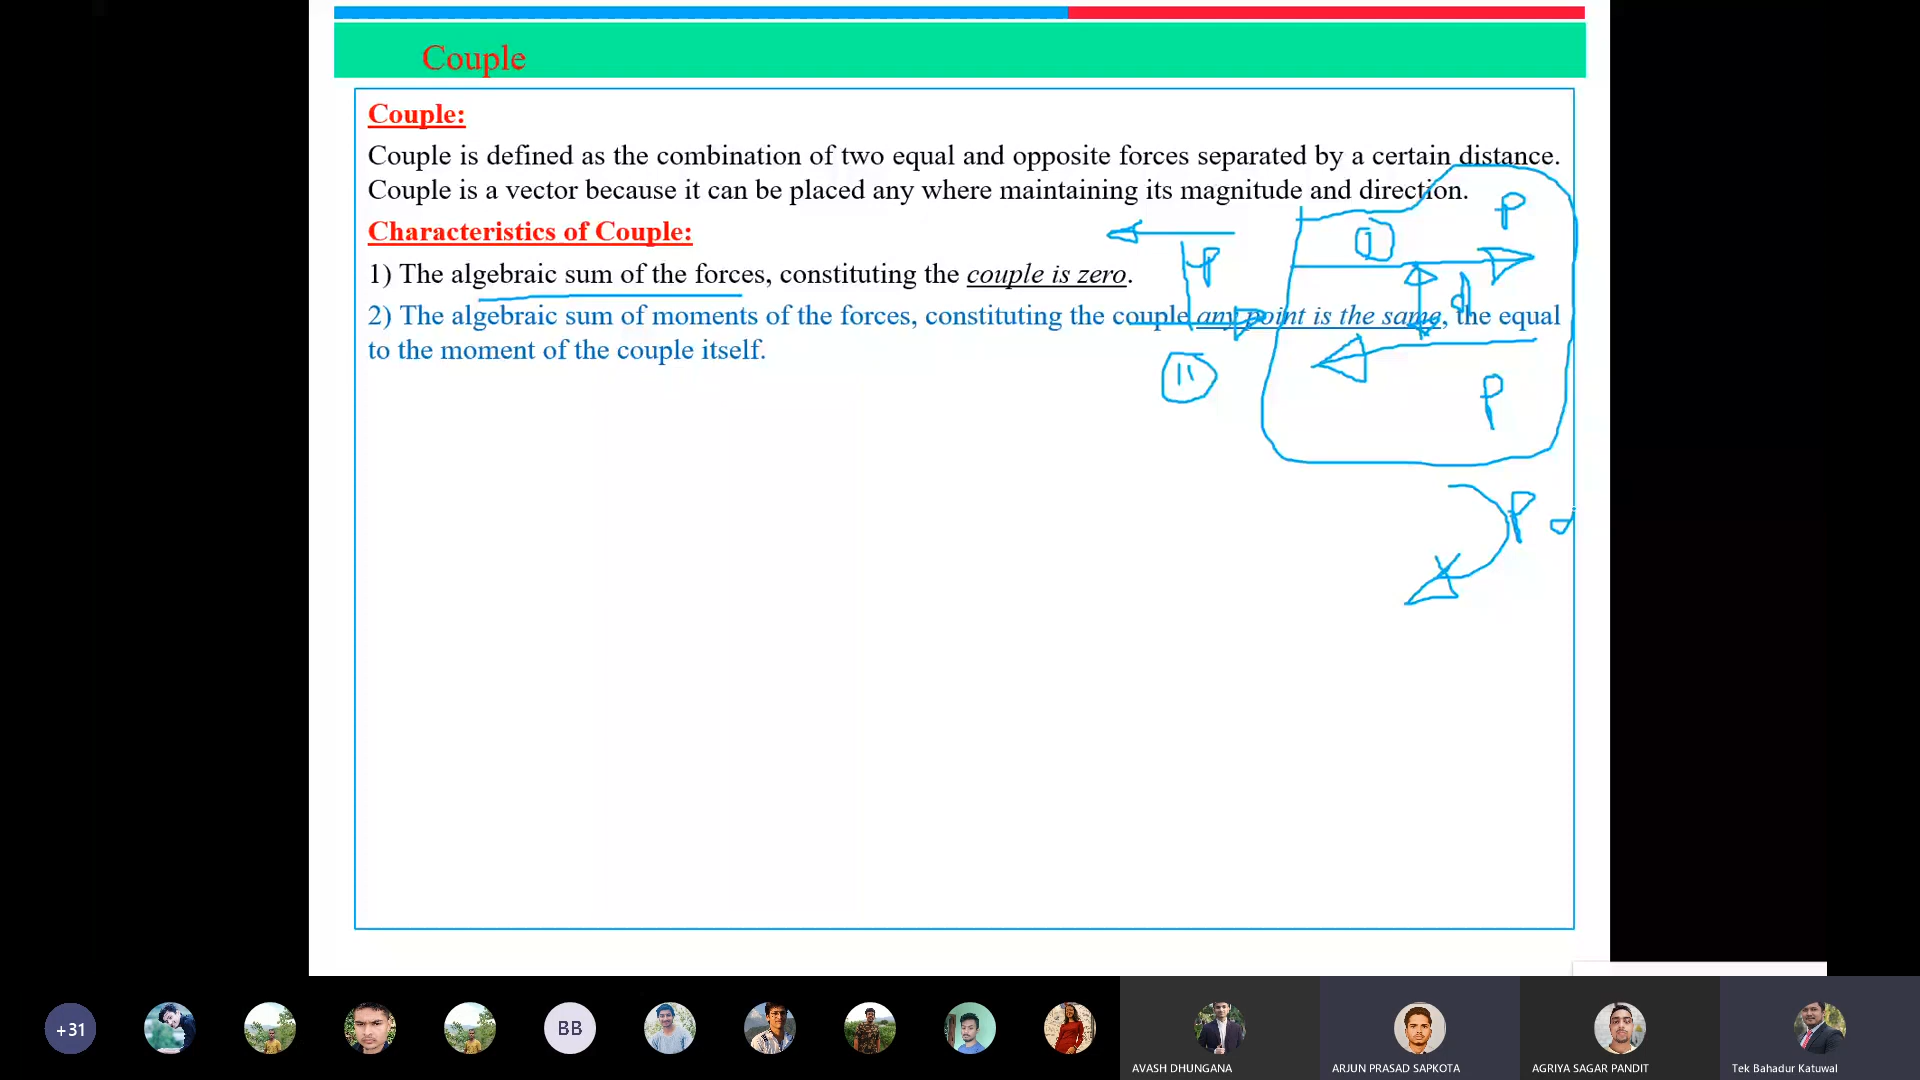 Couple
Couple:
Couple is defined as the combination of two equal and opposite forces separated by a certain distance.
Couple is a vector because it can be placed any where maintaining its magnitude and direction.
Characteristics of Couple:
1) The algebraic sum of the forces, constituting the couple is zero.
2) The algebraic sum of moments of the forces, constituting the couple any point is the same, the equal
to the moment of the couple itself.
P
I
P
d
II
P
P d
+31
BB
AVASH DHUNGANA
ARJUN PRASAD SAPKOTA
AGRIYA SAGAR PANDIT
Tek Bahadur Katuwal